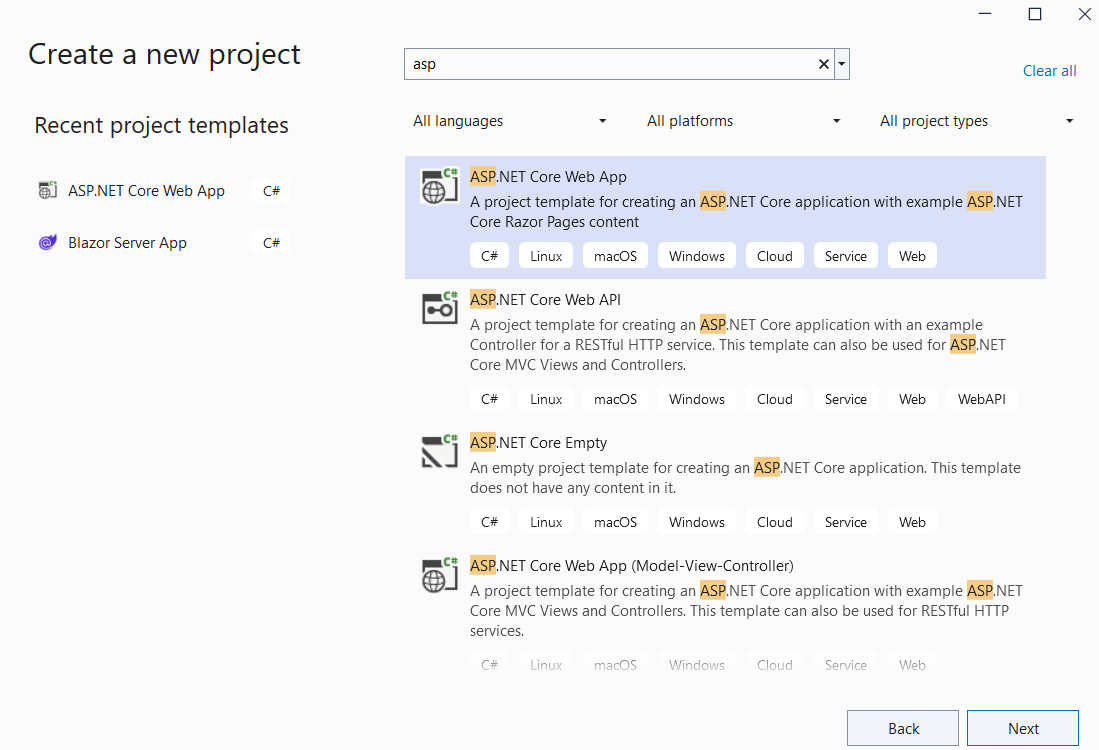 Create a new project
asp
Clear all
Recent project templates
All languages
All platforms
All project types
ASP.NET Core Web App
C#
Blazor Server App
C#
C#
ASP.NET Core Web App
A project template for creating an ASP.NET Core application with example ASP.NET
Core Razor Pages content
C# Linux macOS Windows Cloud Service Web
C#
ASP.NET Core Web API
A project template for creating an ASP.NET Core application with an example
Controller for a RESTful HTTP service. This template can also be used for ASP.NET
Core MVC Views and Controllers.
C# Linux macOS Windows Cloud Service Web WebAPI
C#
ASP.NET Core Empty
An empty project template for creating an ASP.NET Core application. This template
does not have any content in it.
C# Linux macOS Windows Cloud Service Web
C#
ASP.NET Core Web App (Model-View-Controller)
A project template for creating an ASP.NET Core application with example ASP.NET
Core MVC Views and Controllers. This template can also be used for RESTful HTTP
services.
C# Linux macOS Windows Cloud Service Web
Back
Next